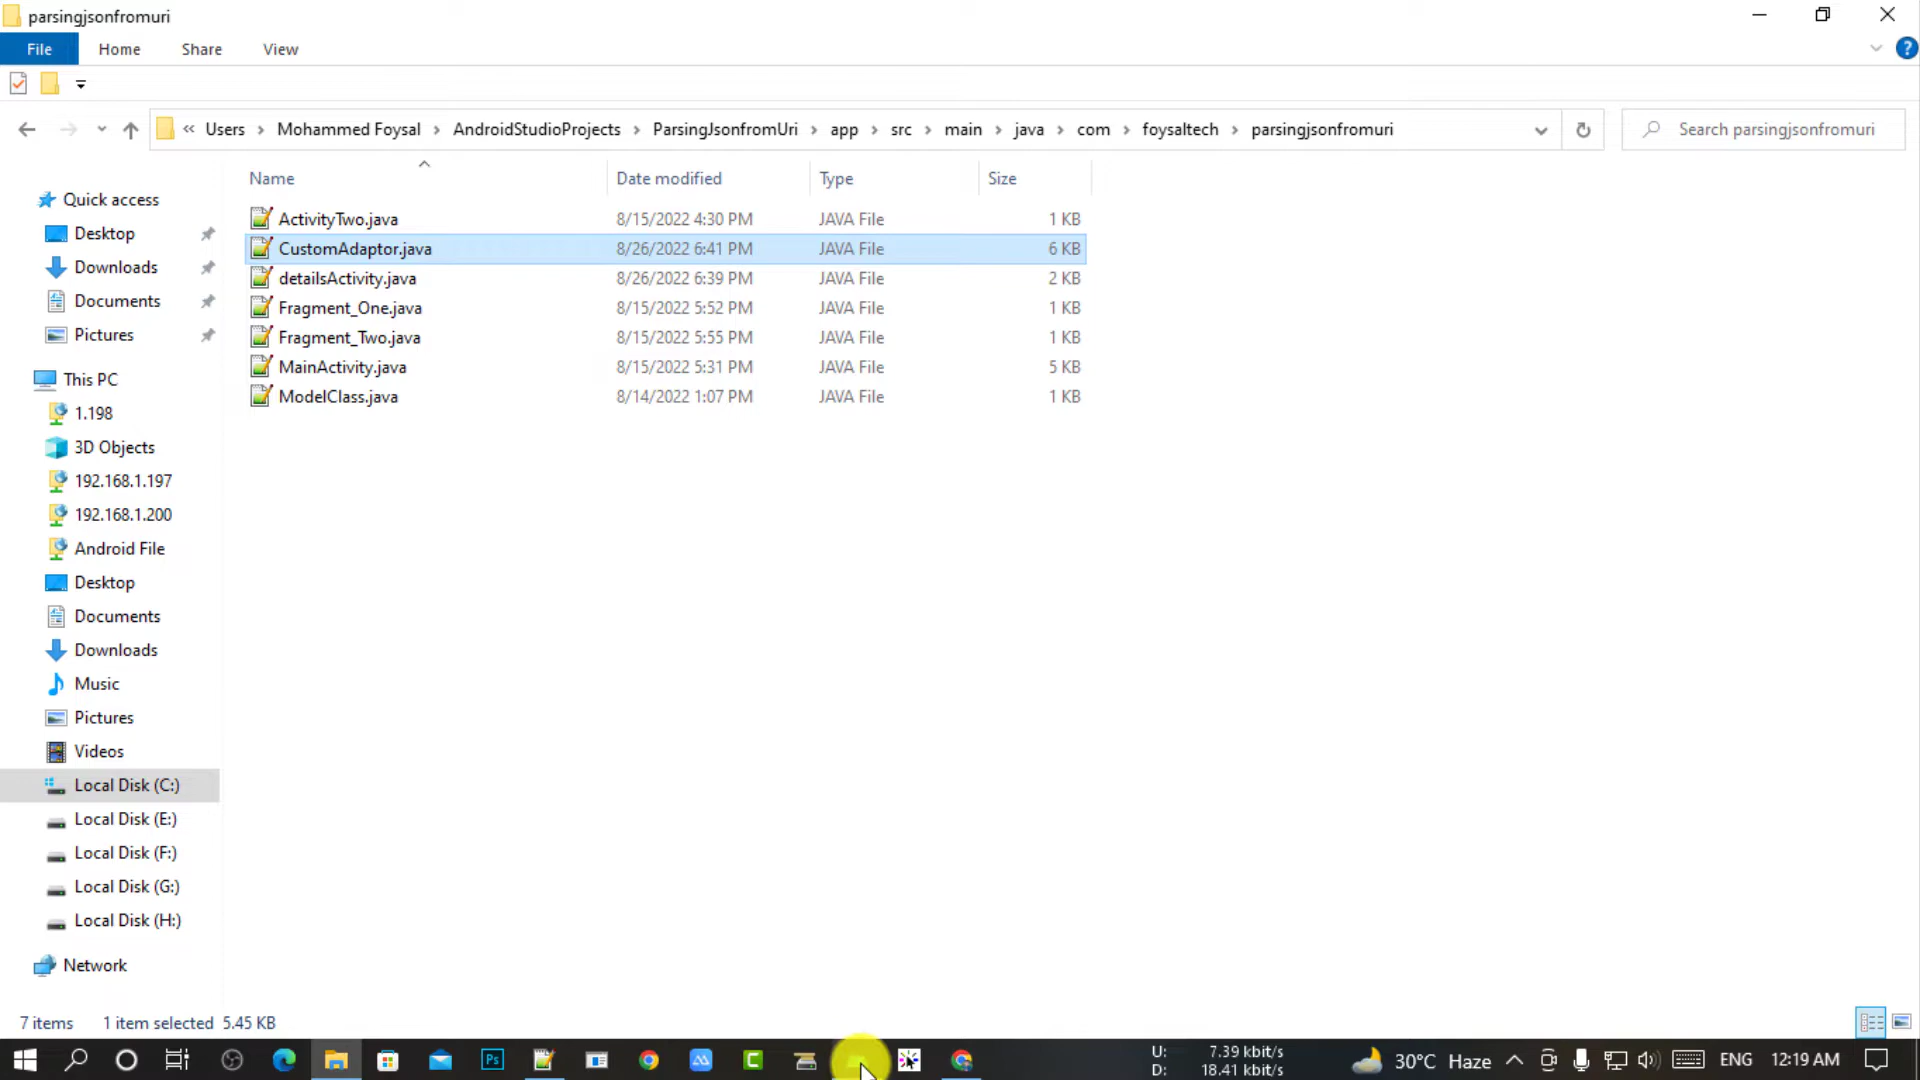 parsingjsonfromuri
File Home Share View
« Users > Mohammed Foysal > AndroidStudioProjects > ParsingJsonfromUri > app > src > main > java > com > foysaltech > parsingjsonfromuri
Search parsingjsonfromuri
Name Date modified Type Size
ActivityTwo.java 8/15/2022 4:30 PM JAVA File 1 KB
CustomAdaptor.java 8/26/2022 6:41 PM JAVA File 6 KB
detailsActivity.java 8/26/2022 6:39 PM JAVA File 2 KB
Fragment_One.java 8/15/2022 5:52 PM JAVA File 1 KB
Fragment_Two.java 8/15/2022 5:55 PM JAVA File 1 KB
MainActivity.java 8/15/2022 5:31 PM JAVA File 5 KB
ModelClass.java 8/14/2022 1:07 PM JAVA File 1 KB
Quick access
Desktop
Downloads
Documents
Pictures
This PC
1.198
3D Objects
192.168.1.197
192.168.1.200
Android File
Desktop
Documents
Downloads
Music
Pictures
Videos
Local Disk (C:)
Local Disk (E:)
Local Disk (F:)
Local Disk (G:)
Local Disk (H:)
Network
7 items 1 item selected 5.45 KB
Ps
C
U: 7.39 kbit/s
D: 18.41 kbit/s
30°C Haze
ENG
12:19 AM